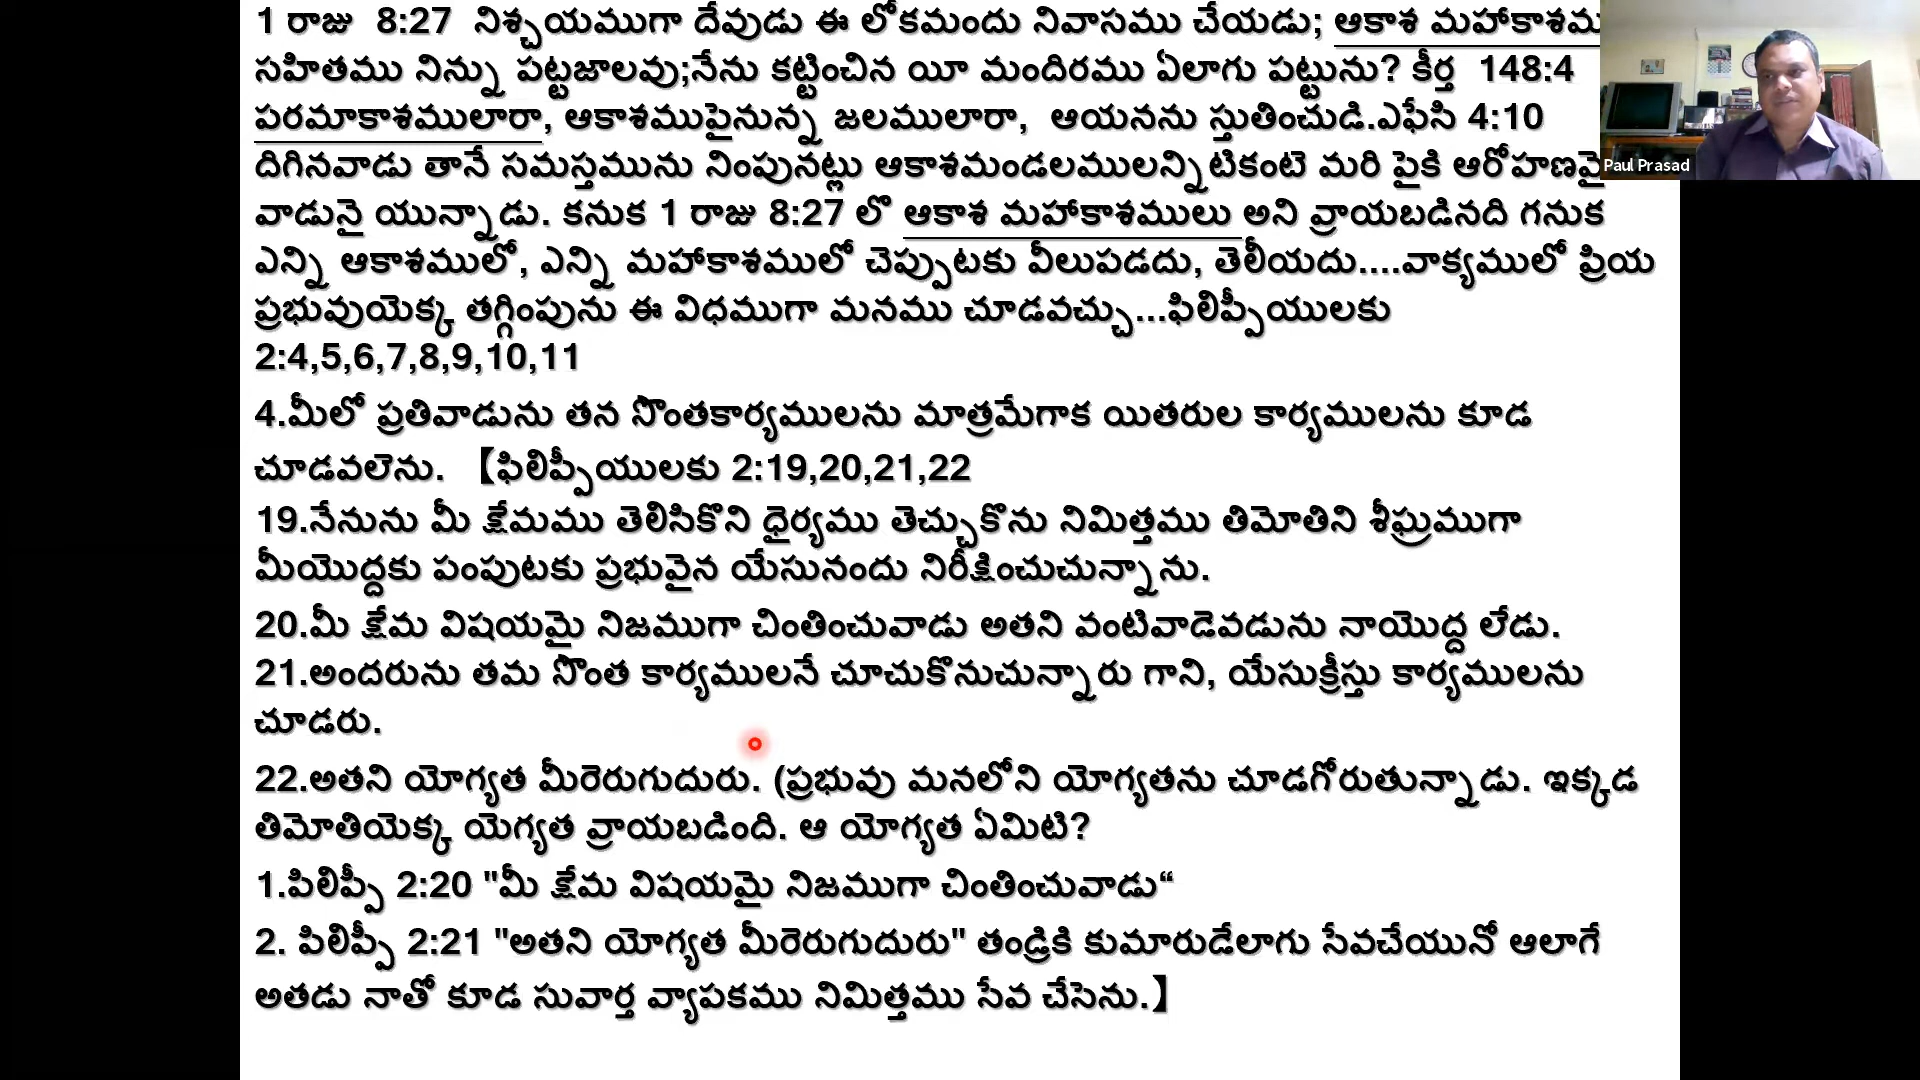 1 రాజు 8:27 నిశ్చయముగా దేవుడు ఈ లోకమందు నివాసము చేయడు; ఆకాశ మహాకాశము
సహితము నిన్ను పట్టజాలవు;నేను కట్టించిన యీ మందిరము ఏలాగు పట్టును? కీర్త 148:4
పరమాకాశములారా, ఆకాశముపైనున్న జలములారా, ఆయనను స్తుతించుడి.ఎఫేసి 4:10
దిగినవాడు తానే సమస్తమును నింపునట్లు ఆకాశమండలములన్నిటికంటె మరి పైకి ఆరోహణమై
Paul Prasad
వాడునై యున్నాడు. కనుక 1 రాజు 8:27 లొ ఆకాశ మహాకాశములు అని వ్రాయబడినది గనుక
ఎన్ని ఆకాశములో, ఎన్ని మహాకాశములో చెప్పుటకు వీలుపడదు, తెలీయదు....వాక్యములో ప్రియ
ప్రభువుయెక్క తగ్గింపును ఈ విధముగా మనము చూడవచ్చు...ఫిలిప్పీయులకు
2:4,5,6,7,8,9,10,11
4.మీలో ప్రతివాడును తన సొంతకార్యములను మాత్రమేగాక యితరుల కార్యములను కూడ
చూడవలెను. 【ఫిలిప్పీయులకు 2:19,20,21,22
19.నేనును మీ క్షేమము తెలిసికొని ధైర్యము తెచ్చుకొను నిమిత్తము తిమోతిని శీఘ్రముగా
మీయొద్దకు పంపుటకు ప్రభువైన యేసునందు నిరీక్షించుచున్నాను.
20.మీ క్షేమ విషయమై నిజముగా చింతించువాడు అతని వంటివాడెవడును నాయొద్ద లేడు.
21.అందరును తమ సొంత కార్యములనే చూచుకొనుచున్నారు గాని, యేసుక్రీస్తు కార్యములను
చూడరు.
22.అతని యోగ్యత మీరెరుగుదురు. (ప్రభువు మనలోని యోగ్యతను చూడగోరుతున్నాడు. ఇక్కడ
తిమోతియెక్క యెగ్యత వ్రాయబడింది. ఆ యోగ్యత ఏమిటి?
1.పిలిప్పీ 2:20 "మీ క్షేమ విషయమై నిజముగా చింతించువాడు“
2. పిలిప్పీ 2:21 "అతని యోగ్యత మీరెరుగుదురు" తండ్రికి కుమారుడేలాగు సేవచేయునో ఆలాగే
అతడు నాతో కూడ సువార్త వ్యాపకము నిమిత్తము సేవ చేసెను.】